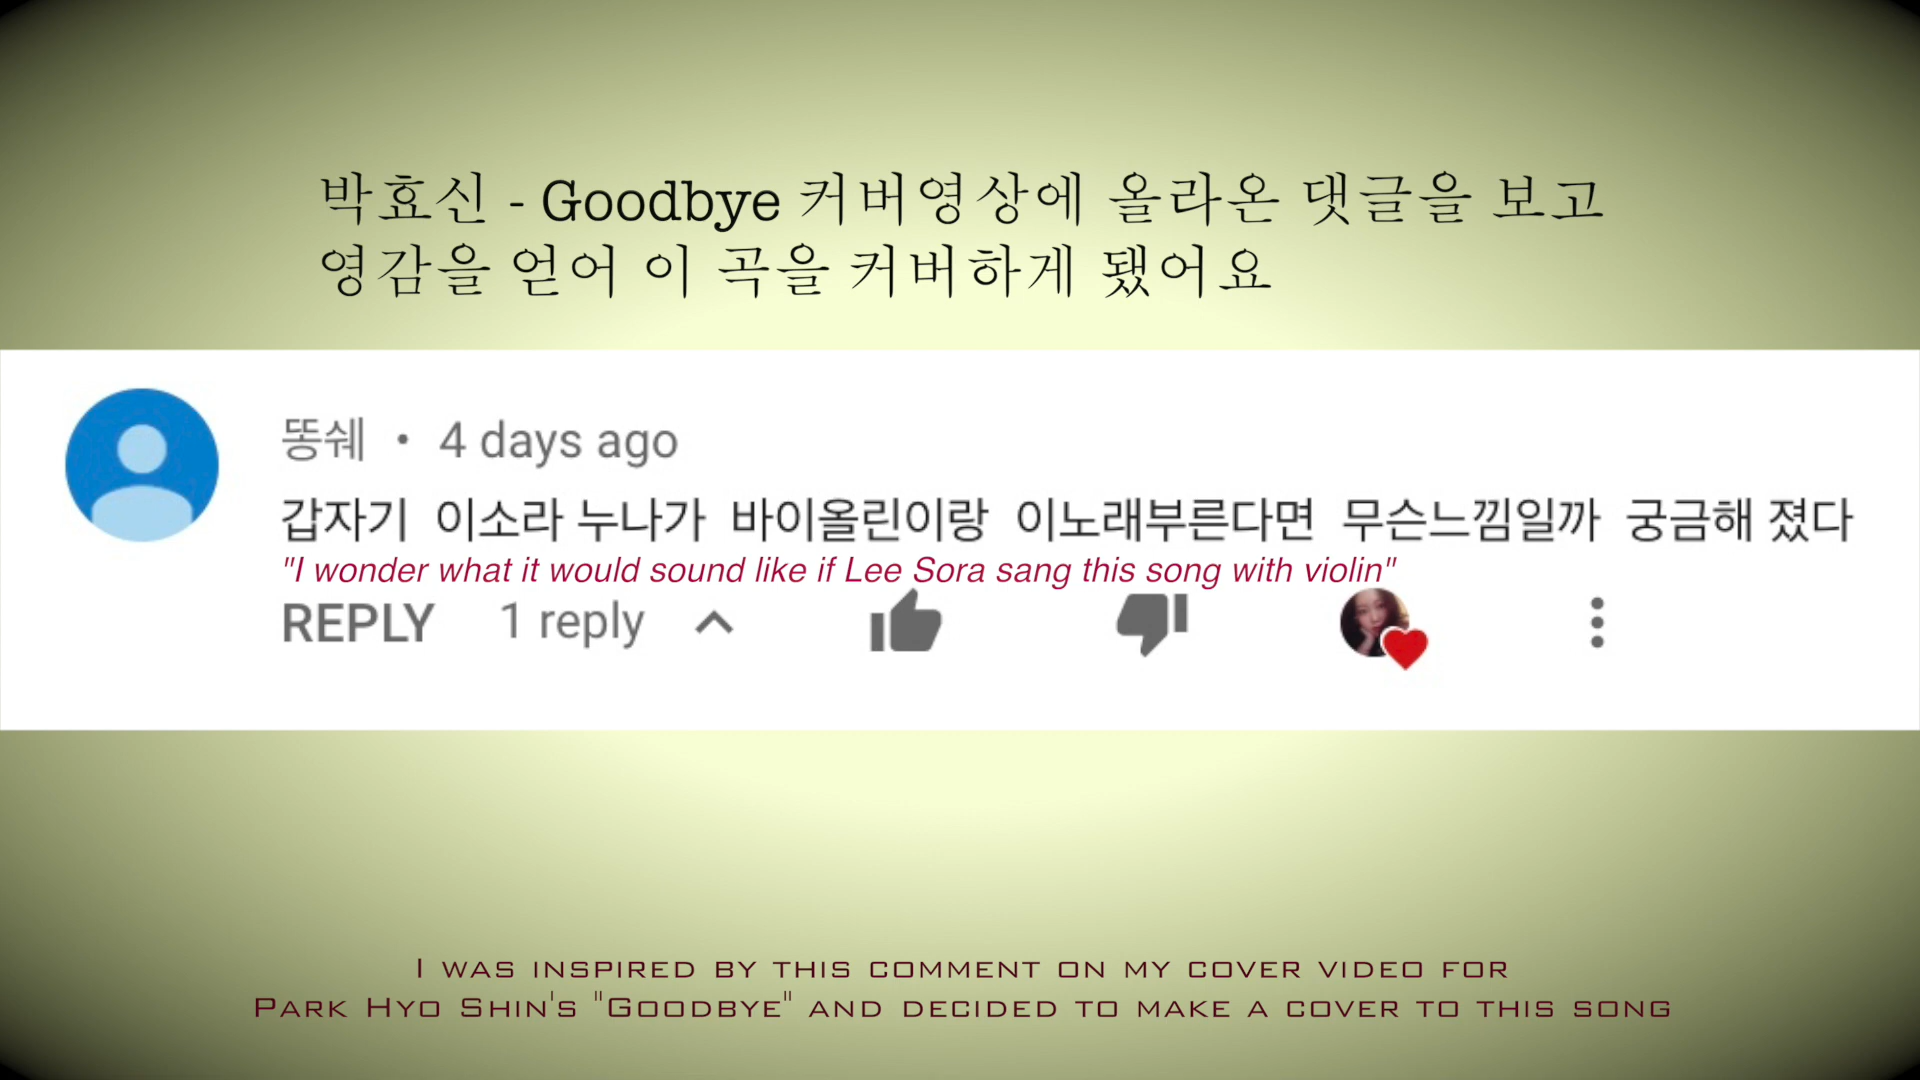 박효신 - Goodbye 커버영상에 올라온 댓글을 보고
영감을 얻어 이 곡을 커버하게 됐어요
똥쉐 • 4 days ago
갑자기 이소라 누나가 바이올린이랑 이노래부른다면 무슨느낌일까 궁금해 졌다
"I wonder what it would sound like if Lee Sora sang this song with violin"
REPLY 1 reply
I WAS INSPIRED BY THIS COMMENT ON MY COVER VIDEO FOR
PARK HYO SHIN'S "GOODBYE" AND DECIDED TO MAKE A COVER TO THIS SONG